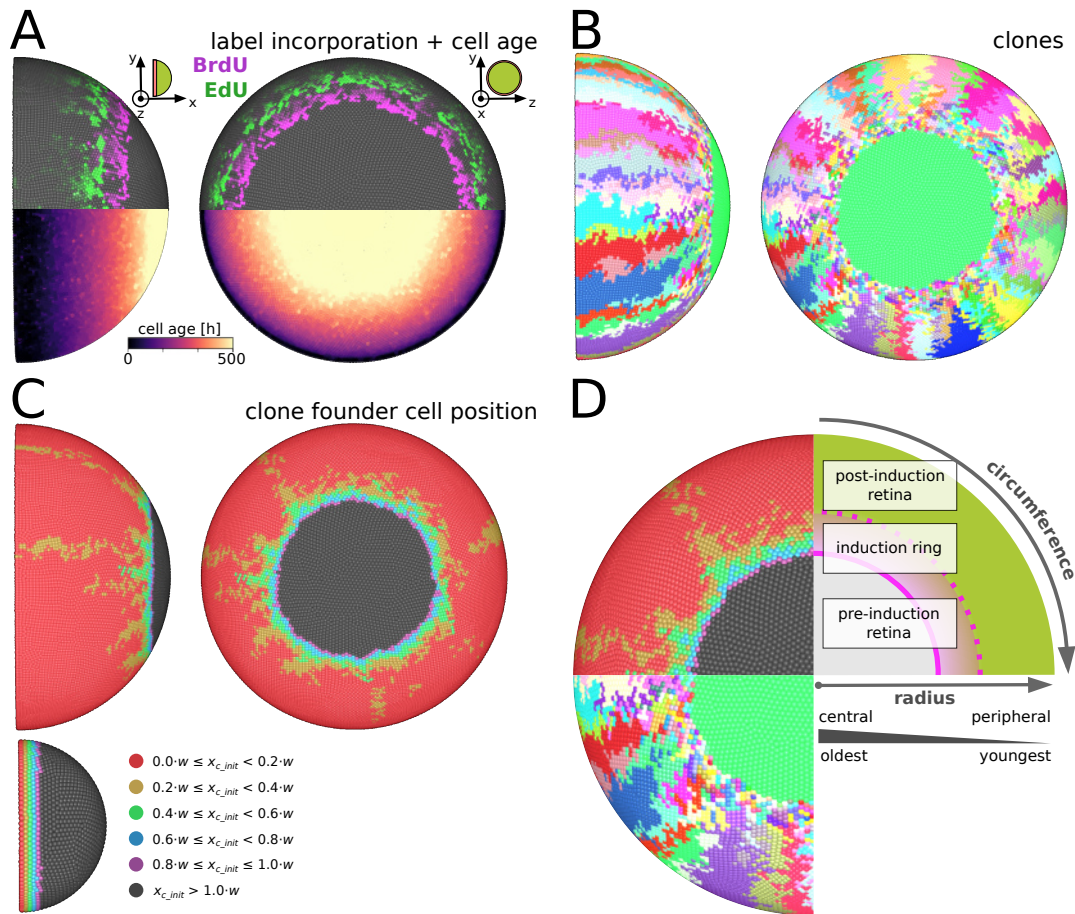 A
label incorporation + cell age
BrdU
EdU
y
z
x
y
x
z
cell age [h]
0
500
B
clones
C
clone founder cell position
0.0·w ≤ x_c_init < 0.2·w
0.2·w ≤ x_c_init < 0.4·w
0.4·w ≤ x_c_init < 0.6·w
0.6·w ≤ x_c_init < 0.8·w
0.8·w ≤ x_c_init ≤ 1.0·w
x_c_init > 1.0·w
D
post-induction
retina
induction ring
pre-induction
retina
circumference
radius
central
peripheral
oldest
youngest